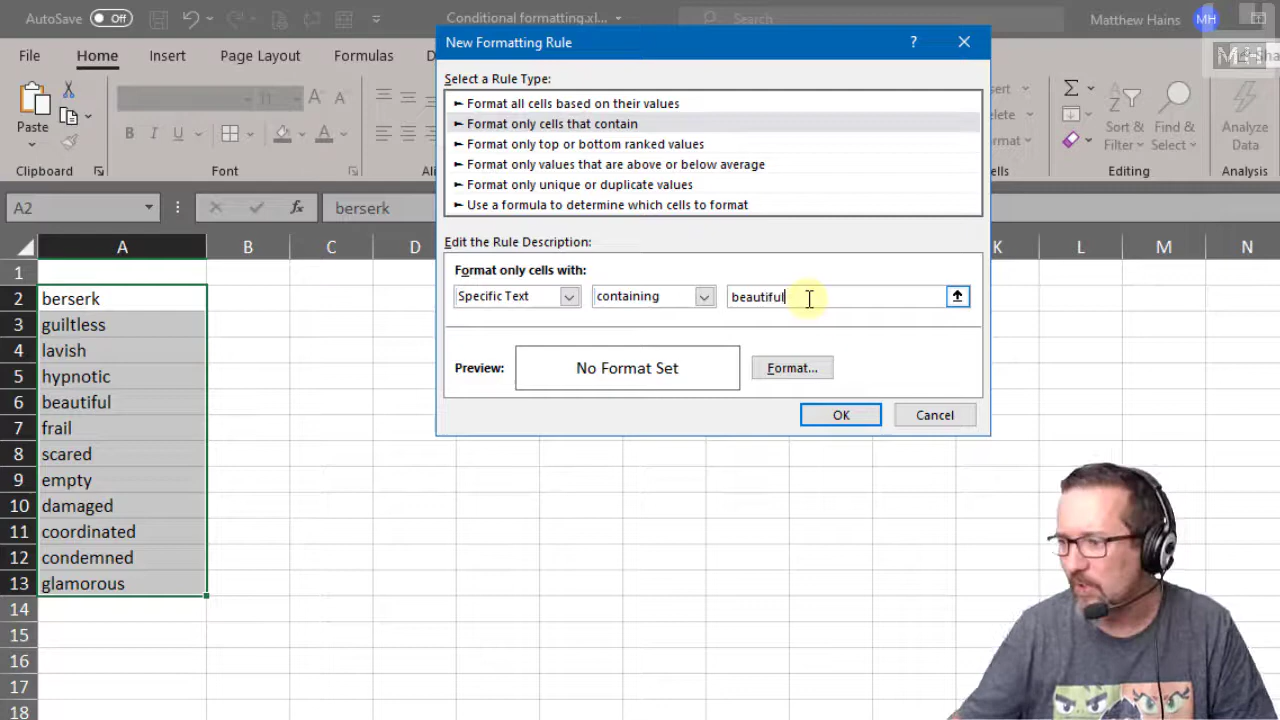 AutoSave Off
Conditional formatting.xl...
Search
Matthew Hains MH
MH
File Home Insert Page Layout Formulas
New Formatting Rule
?
Select a Rule Type:
► Format all cells based on their values
► Format only cells that contain
► Format only top or bottom ranked values
► Format only values that are above or below average
► Format only unique or duplicate values
► Use a formula to determine which cells to format
Edit the Rule Description:
Format only cells with:
Specific Text containing beautiful
Preview: No Format Set Format...
OK Cancel
Paste
11
B I U A
Clipboard Font
Sort & Filter
Find & Select
Analyze Data
Editing Analysis
A2 fx berserk
A B C D K L M N
1
2 berserk
3 guiltless
4 lavish
5 hypnotic
6 beautiful
7 frail
8 scared
9 empty
10 damaged
11 coordinated
12 condemned
13 glamorous
14
15
16
17
18